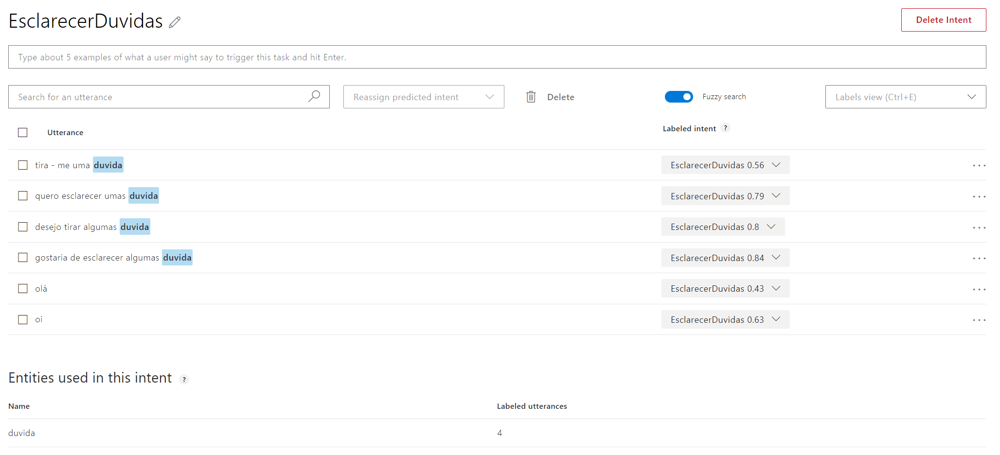 EsclarecerDuvidas
Delete Intent
Type about 5 examples of what a user might say to trigger this task and hit Enter.
Search for an utterance
Reassign predicted intent
Delete
Fuzzy search
Labels view (Ctrl+E)
Utterance
Labeled intent ?
tira - me uma duvida
EsclarecerDuvidas 0.56
quero esclarecer umas duvida
EsclarecerDuvidas 0.79
desejo tirar algumas duvida
EsclarecerDuvidas 0.8
gostaria de esclarecer algumas duvida
EsclarecerDuvidas 0.84
olá
EsclarecerDuvidas 0.43
oi
EsclarecerDuvidas 0.63
Entities used in this intent ?
Name
Labeled utterances
duvida
4